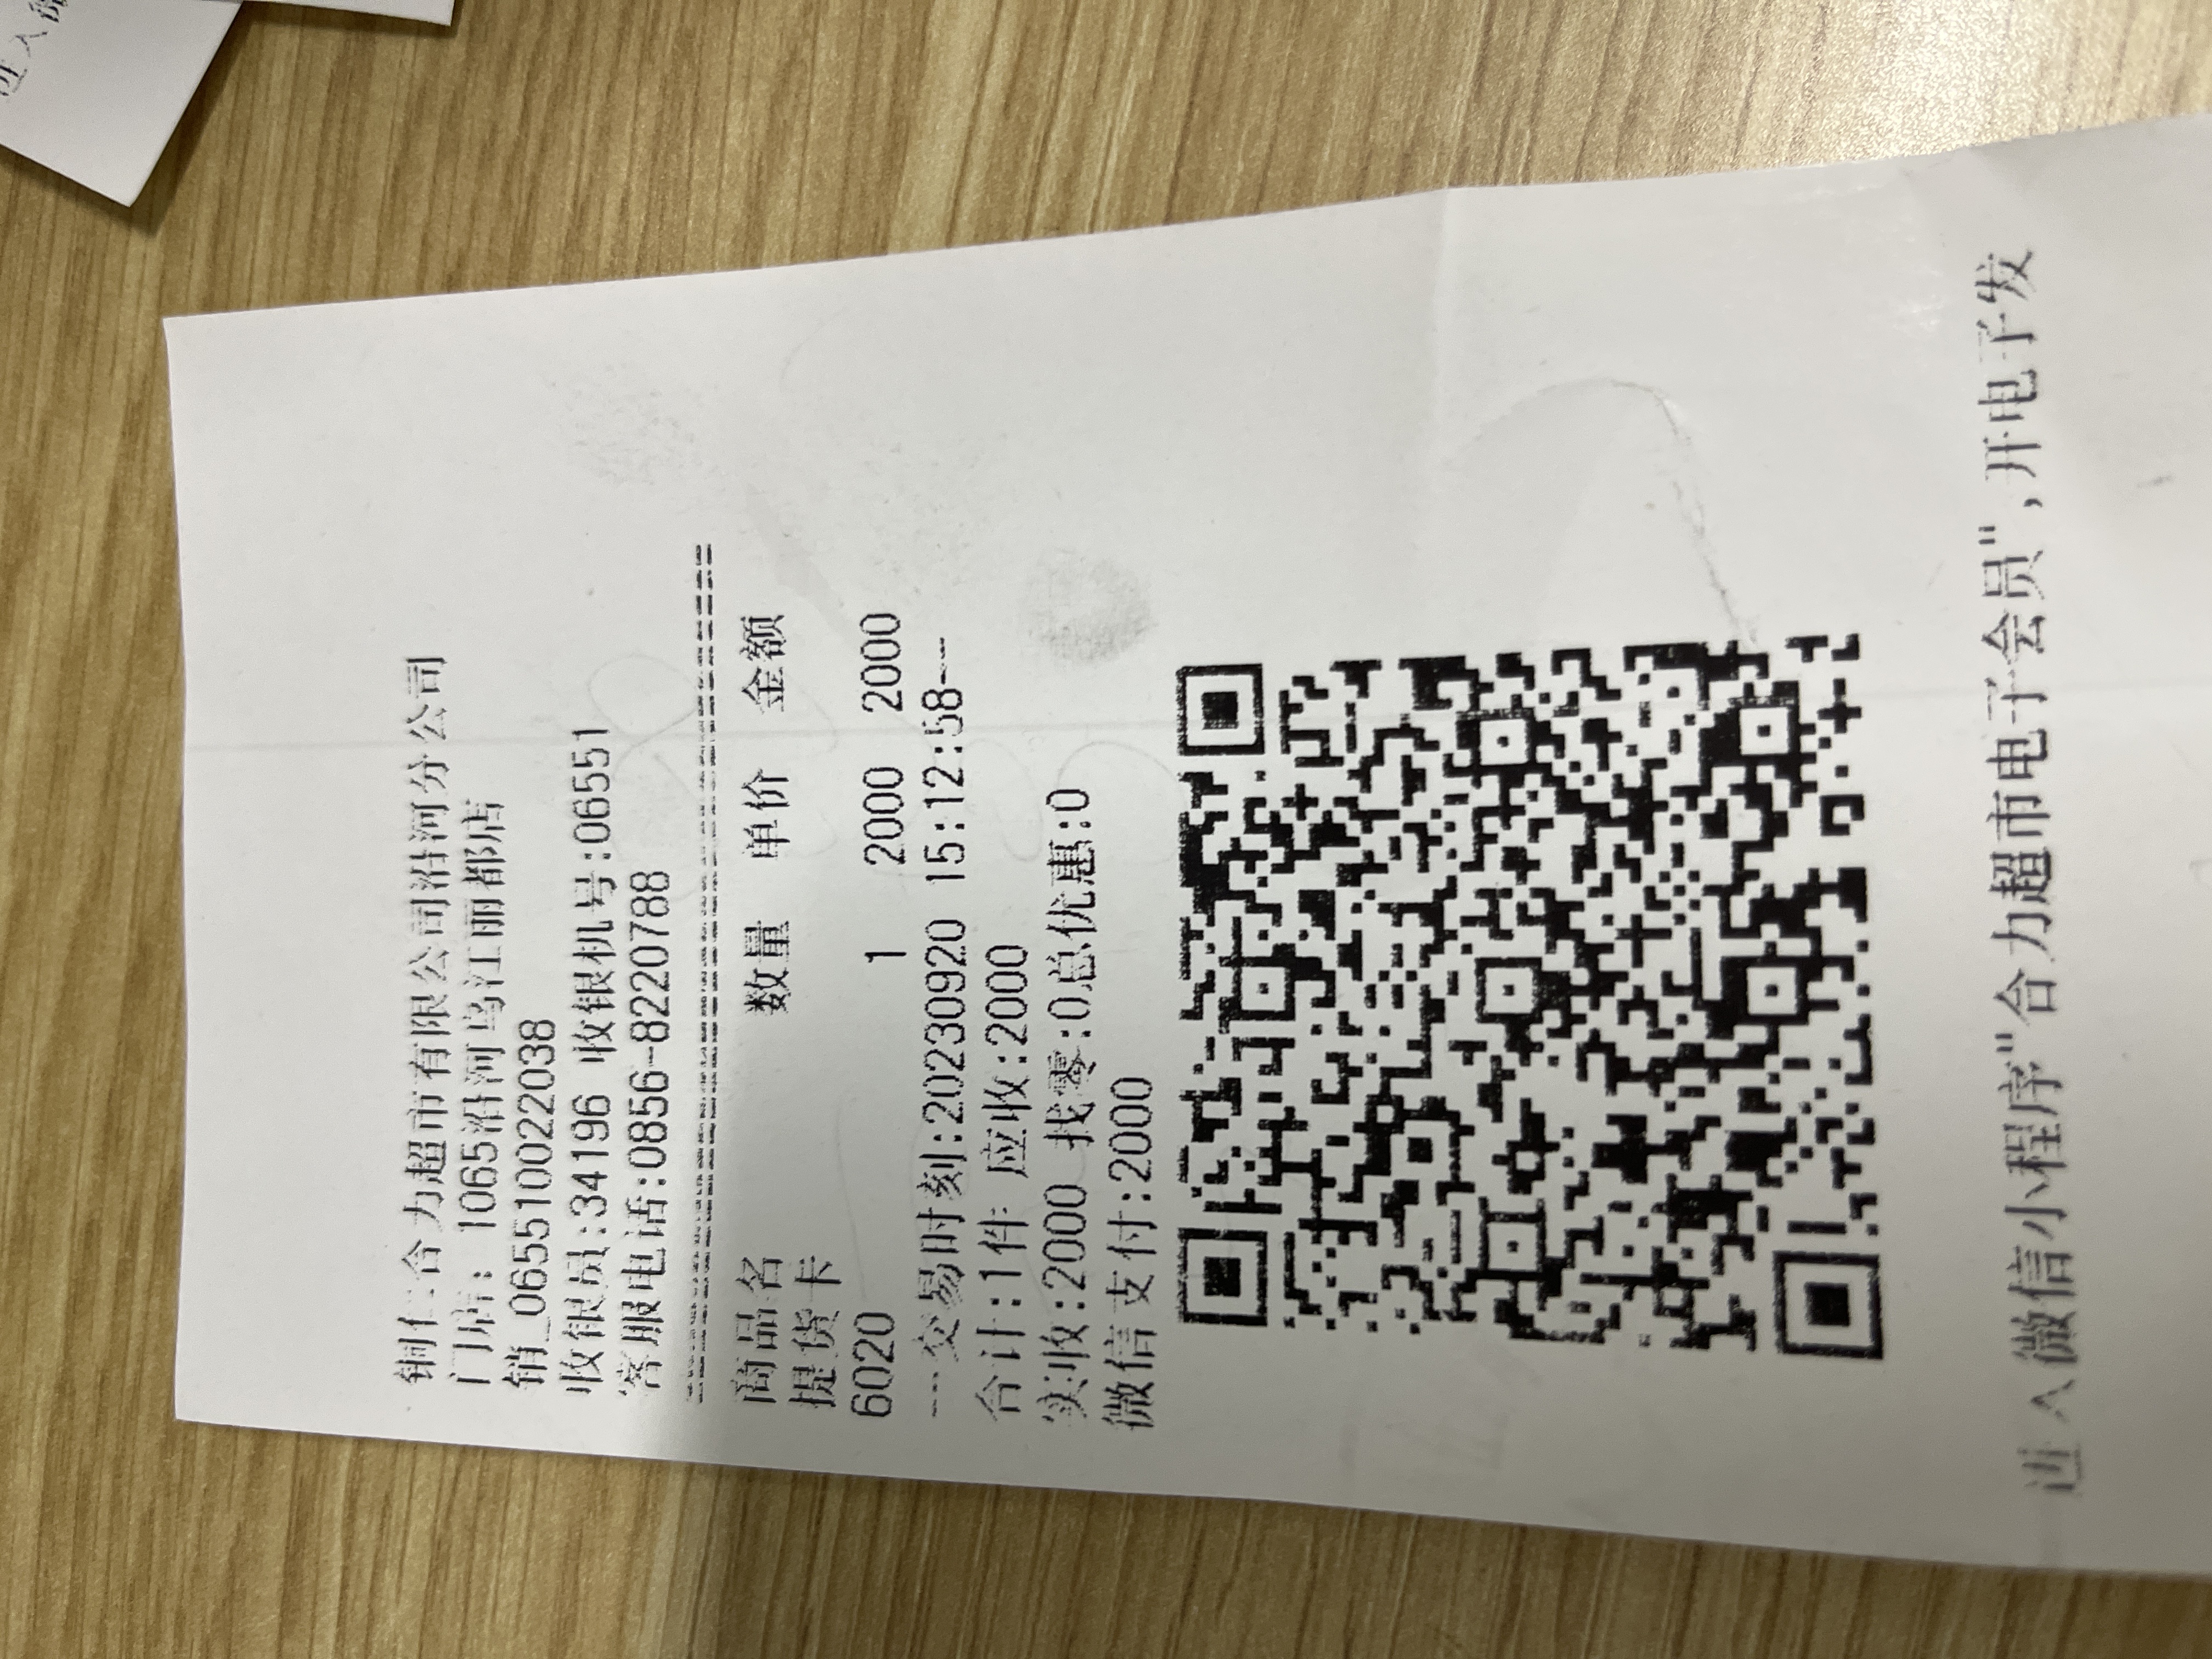 铜仁合力超市有限公司沿河分公司
门店: 1065沿河乌江丽都店
销_0655100022038
收银员:34196 收银机号:06551
客服电话:0856-8220788
商品名 数量 单价 金额
提货卡
6020 1 2000 2000
---交易时刻:20230920 15:12:58---
合计:1件 应收:2000
实收:2000 找零:0总优惠:0
微信支付:2000
进入微信小程序"合力超市电子会员",开电子发
进入微